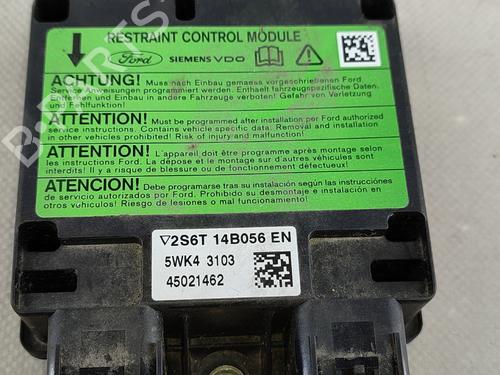 RESTRAINT CONTROL MODULE
Ford SIEMENS VDO
ACHTUNG! Muss nach Einbau gemaess vorgeschriebenen Ford.
Service Anweisungen programmiert werden. Enthaelt fahrzeugspezifische Daten.
Entfernen und Einbau in andere Fahrzeuge verboten! Gefahr von Verletzung
und Fehlfunktion!
ATTENTION! Must be programmed after installation per Ford authorized
service instructions. Contains vehicle specific data. Removal and installation
in other vehicles prohibited! Risk of injury and malfunction!
ATTENTION! L'appareil doit être programme après montage selon
les instructions Ford. La dépose et le montage sur d'autres véhicules sont
interdits! Il y a risque de blessure ou de fonctionnement défectueux!
ATENCION! Debe programarse tras su instalación según las instrucciónes
de servicio autorizados por Ford. Prohibido su desmontaje e instalación en
otros vehículos! Riesgo de lesiones y mal funcionamiento!
2S6T 14B056 EN
5WK4 3103
45021462